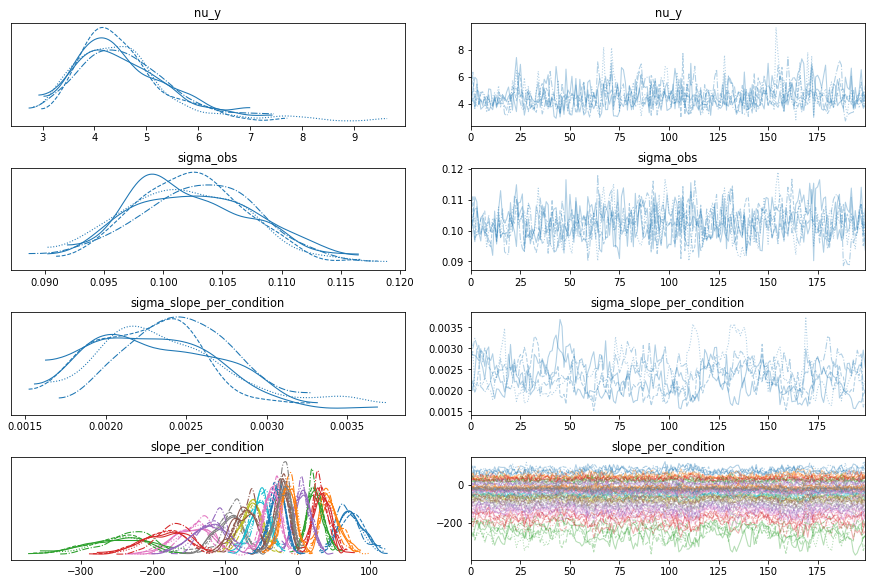 nu_y nu_y
3 4 5 6 7 8 9
8
6
4
0 25 50 75 100 125 150 175
sigma_obs sigma_obs
0.090 0.095 0.100 0.105 0.110 0.115 0.120
0.12
0.11
0.10
0.09
0 25 50 75 100 125 150 175
sigma_slope_per_condition sigma_slope_per_condition
0.0015 0.0020 0.0025 0.0030 0.0035
0.0035
0.0030
0.0025
0.0020
0.0015
0 25 50 75 100 125 150 175
slope_per_condition slope_per_condition
−300 −200 −100 0 100
0
−200
0 25 50 75 100 125 150 175